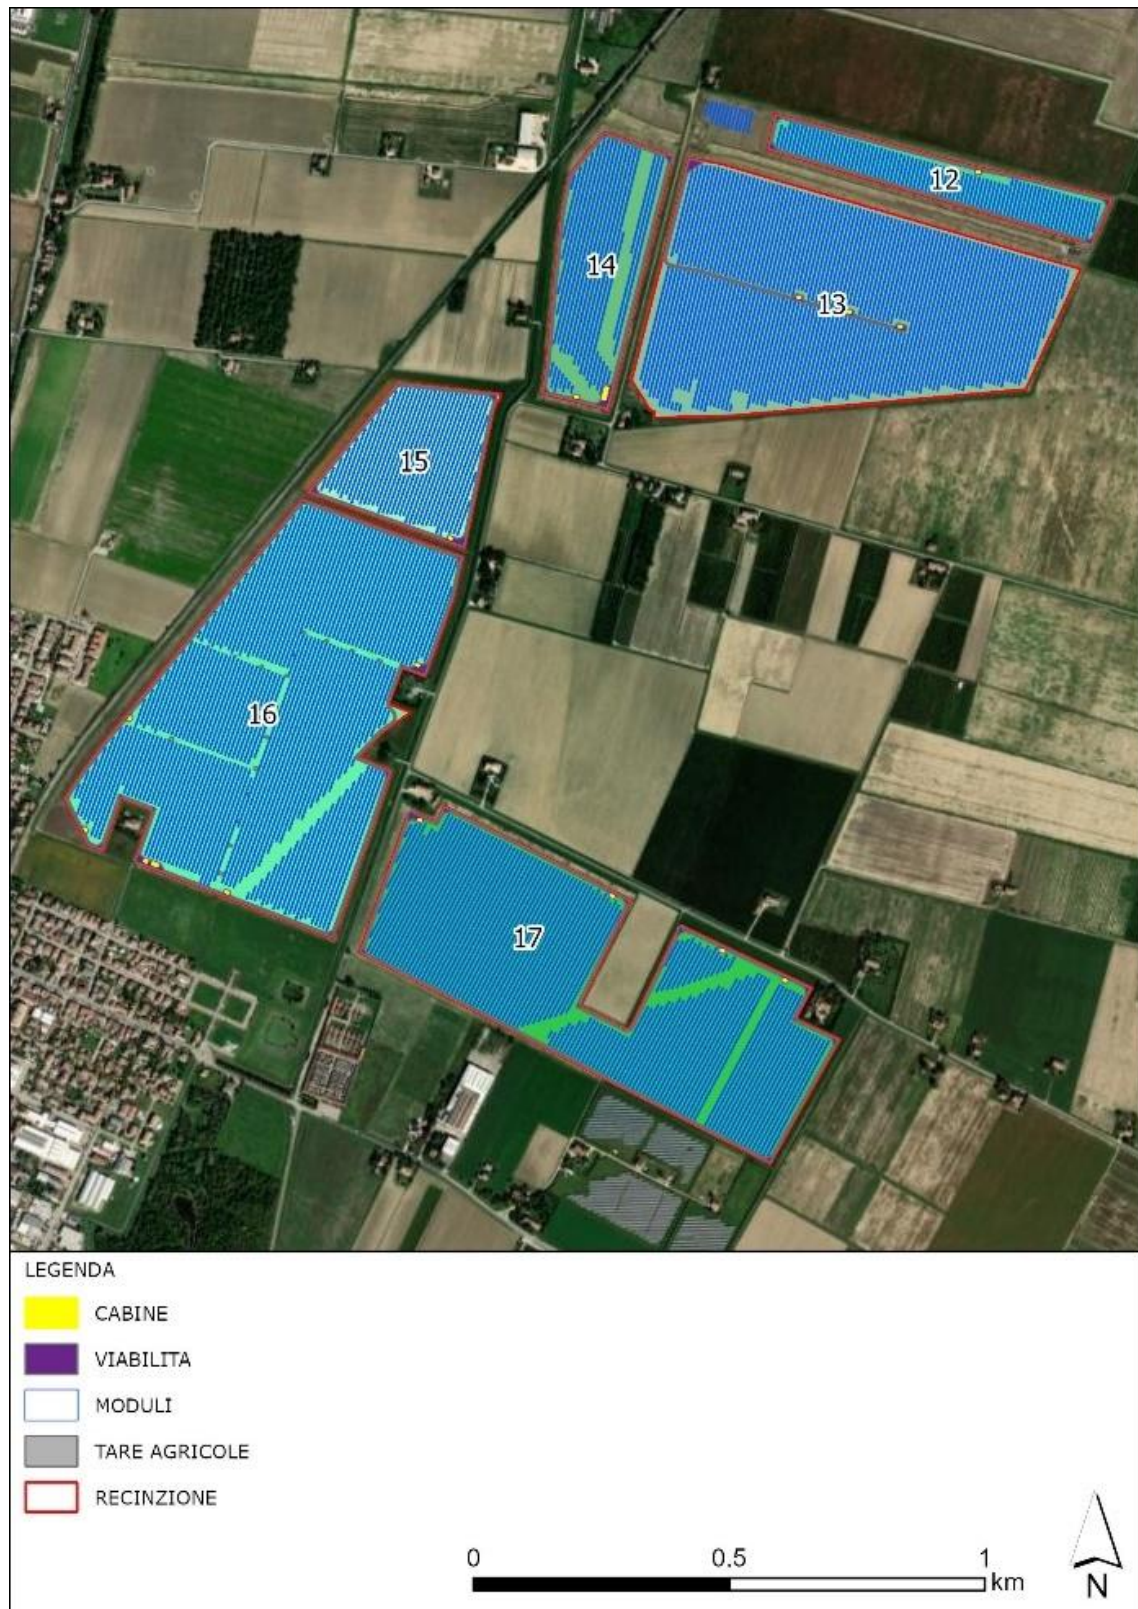 12
14
13
15
16
17
LEGENDA
CABINE
VIABILITA
MODULI
TARE AGRICOLE
RECINZIONE
0 0.5 1
km
N